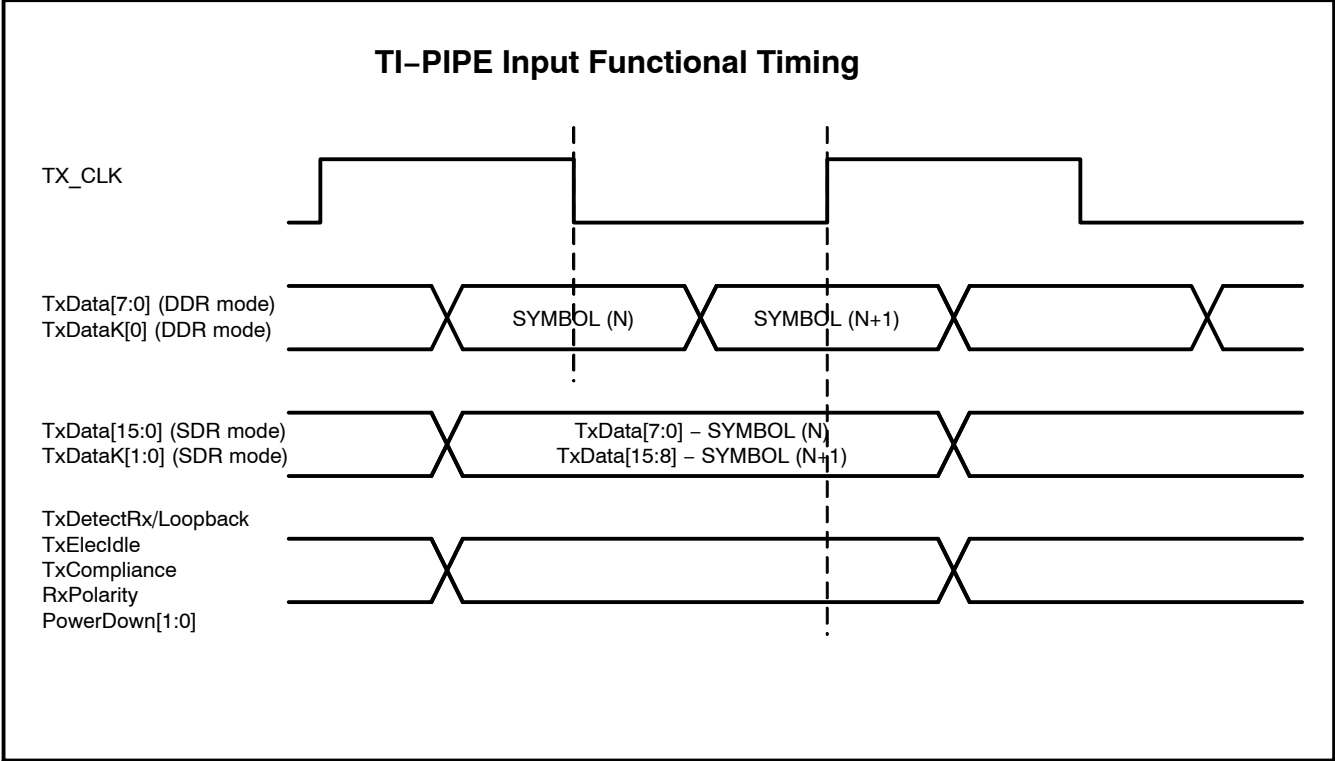 TI−PIPE Input Functional Timing
TX_CLK
TxData[7:0] (DDR mode)
TxDataK[0] (DDR mode)
SYMBOL (N)
SYMBOL (N+1)
TxData[15:0] (SDR mode)
TxDataK[1:0] (SDR mode)
TxData[7:0] − SYMBOL (N)
TxData[15:8] − SYMBOL (N+1)
TxDetectRx/Loopback
TxElecIdle
TxCompliance
RxPolarity
PowerDown[1:0]